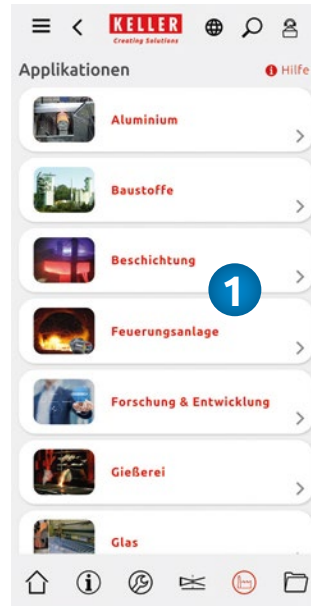 KELLER
Creating Solutions
Applikationen
Hilfe
Aluminium
Baustoffe
Beschichtung
1
Feuerungsanlage
Forschung & Entwicklung
Gießerei
Glas